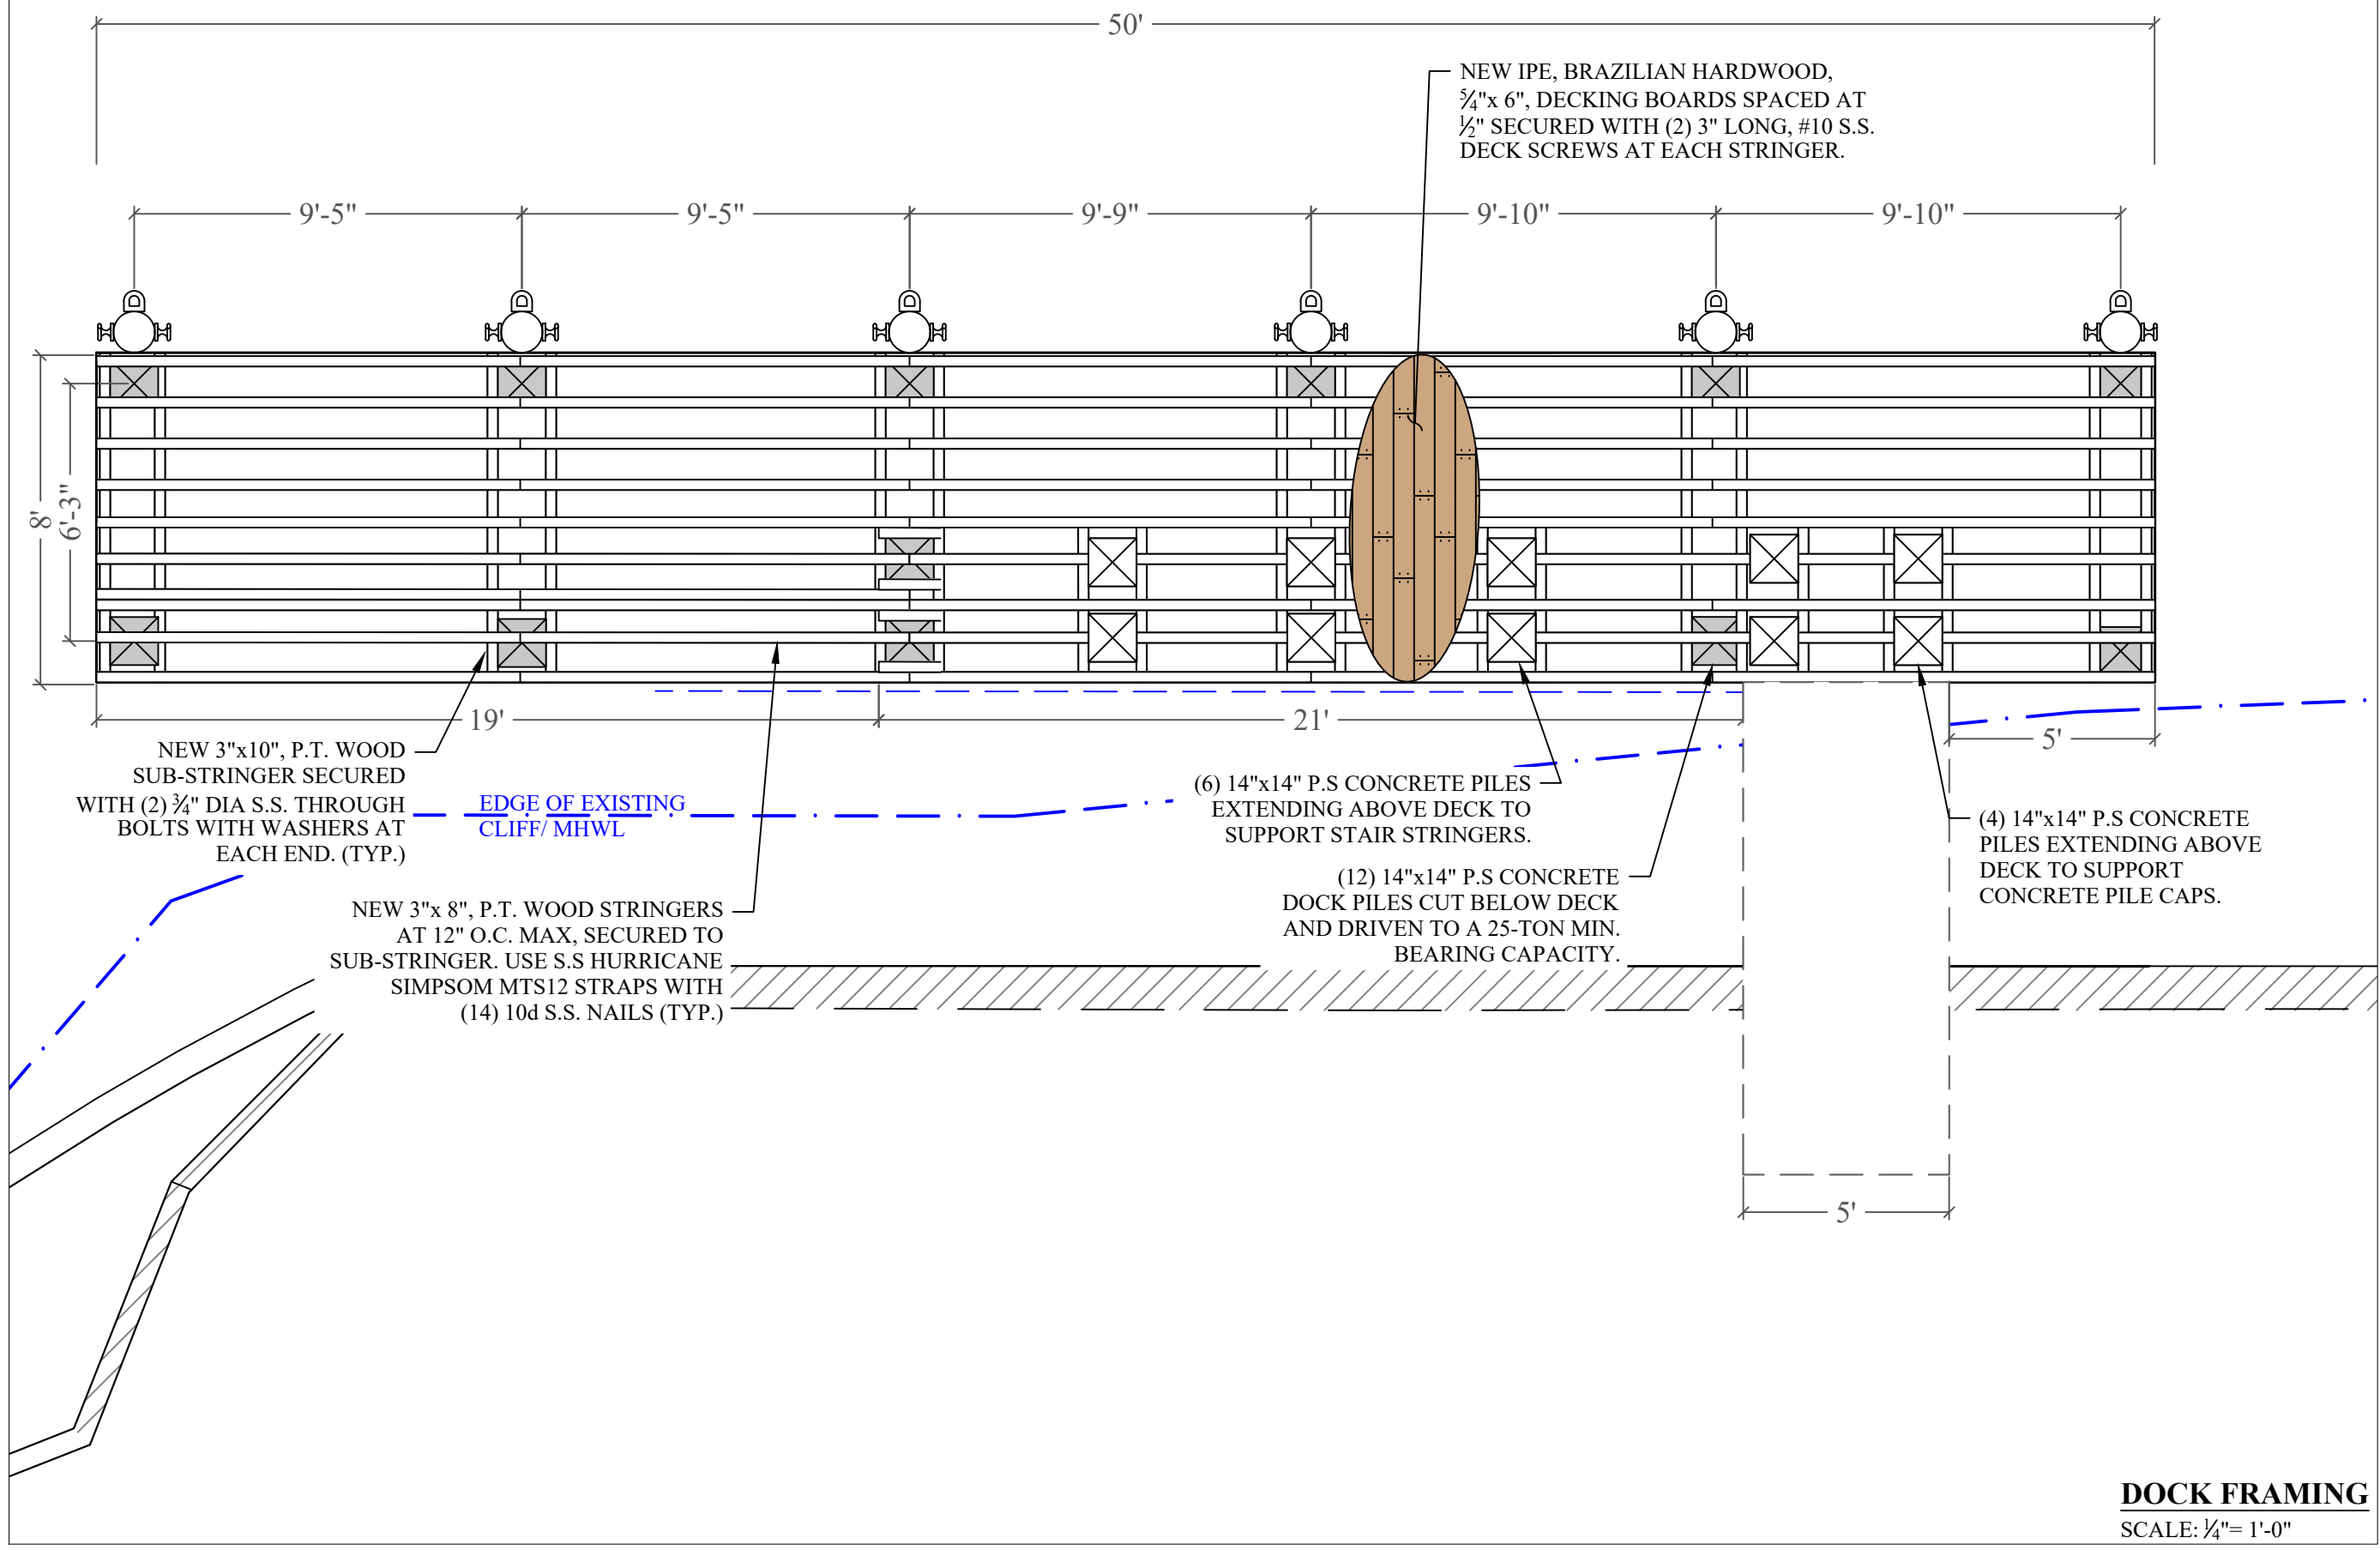 50'
NEW IPE, BRAZILIAN HARDWOOD,
5⁄4"x 6", DECKING BOARDS SPACED AT
1⁄2" SECURED WITH (2) 3" LONG, #10 S.S.
DECK SCREWS AT EACH STRINGER.
9'-5"
9'-5"
9'-9"
9'-10"
9'-10"
8'
6'-3"
19'
21'
5'
NEW 3"x10", P.T. WOOD
SUB-STRINGER SECURED
WITH (2) 3⁄4" DIA S.S. THROUGH
BOLTS WITH WASHERS AT
EACH END. (TYP.)
EDGE OF EXISTING
CLIFF/ MHWL
(6) 14"x14" P.S CONCRETE PILES
EXTENDING ABOVE DECK TO
SUPPORT STAIR STRINGERS.
(4) 14"x14" P.S CONCRETE
PILES EXTENDING ABOVE
DECK TO SUPPORT
CONCRETE PILE CAPS.
(12) 14"x14" P.S CONCRETE
DOCK PILES CUT BELOW DECK
AND DRIVEN TO A 25-TON MIN.
BEARING CAPACITY.
NEW 3"x 8", P.T. WOOD STRINGERS
AT 12" O.C. MAX, SECURED TO
SUB-STRINGER. USE S.S HURRICANE
SIMPSOM MTS12 STRAPS WITH
(14) 10d S.S. NAILS (TYP.)
5'
DOCK FRAMING
SCALE: 1⁄4"= 1'-0"